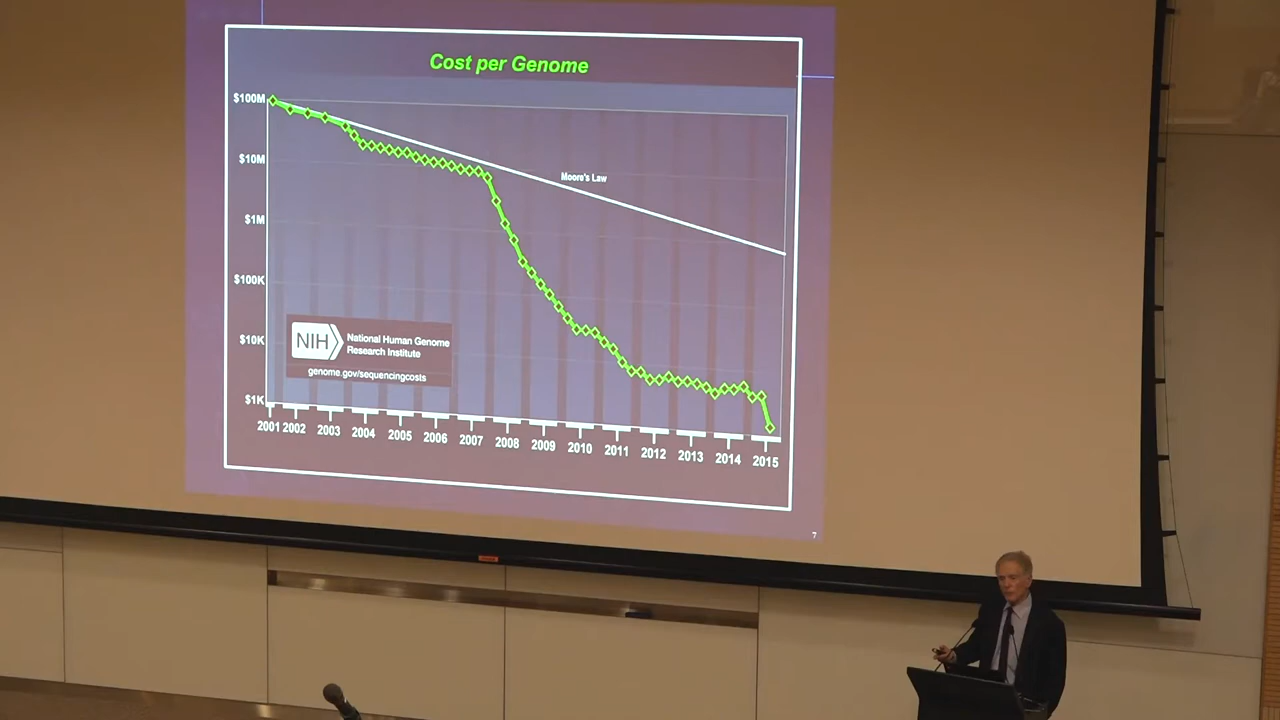 Cost per Genome
$100M
$10M
$1M
$100K
$10K
$1K
Moore's Law
NIH
National Human Genome
Research Institute
genome.gov/sequencingcosts
2001 2002 2003 2004 2005 2006 2007 2008 2009 2010 2011 2012 2013 2014 2015
7